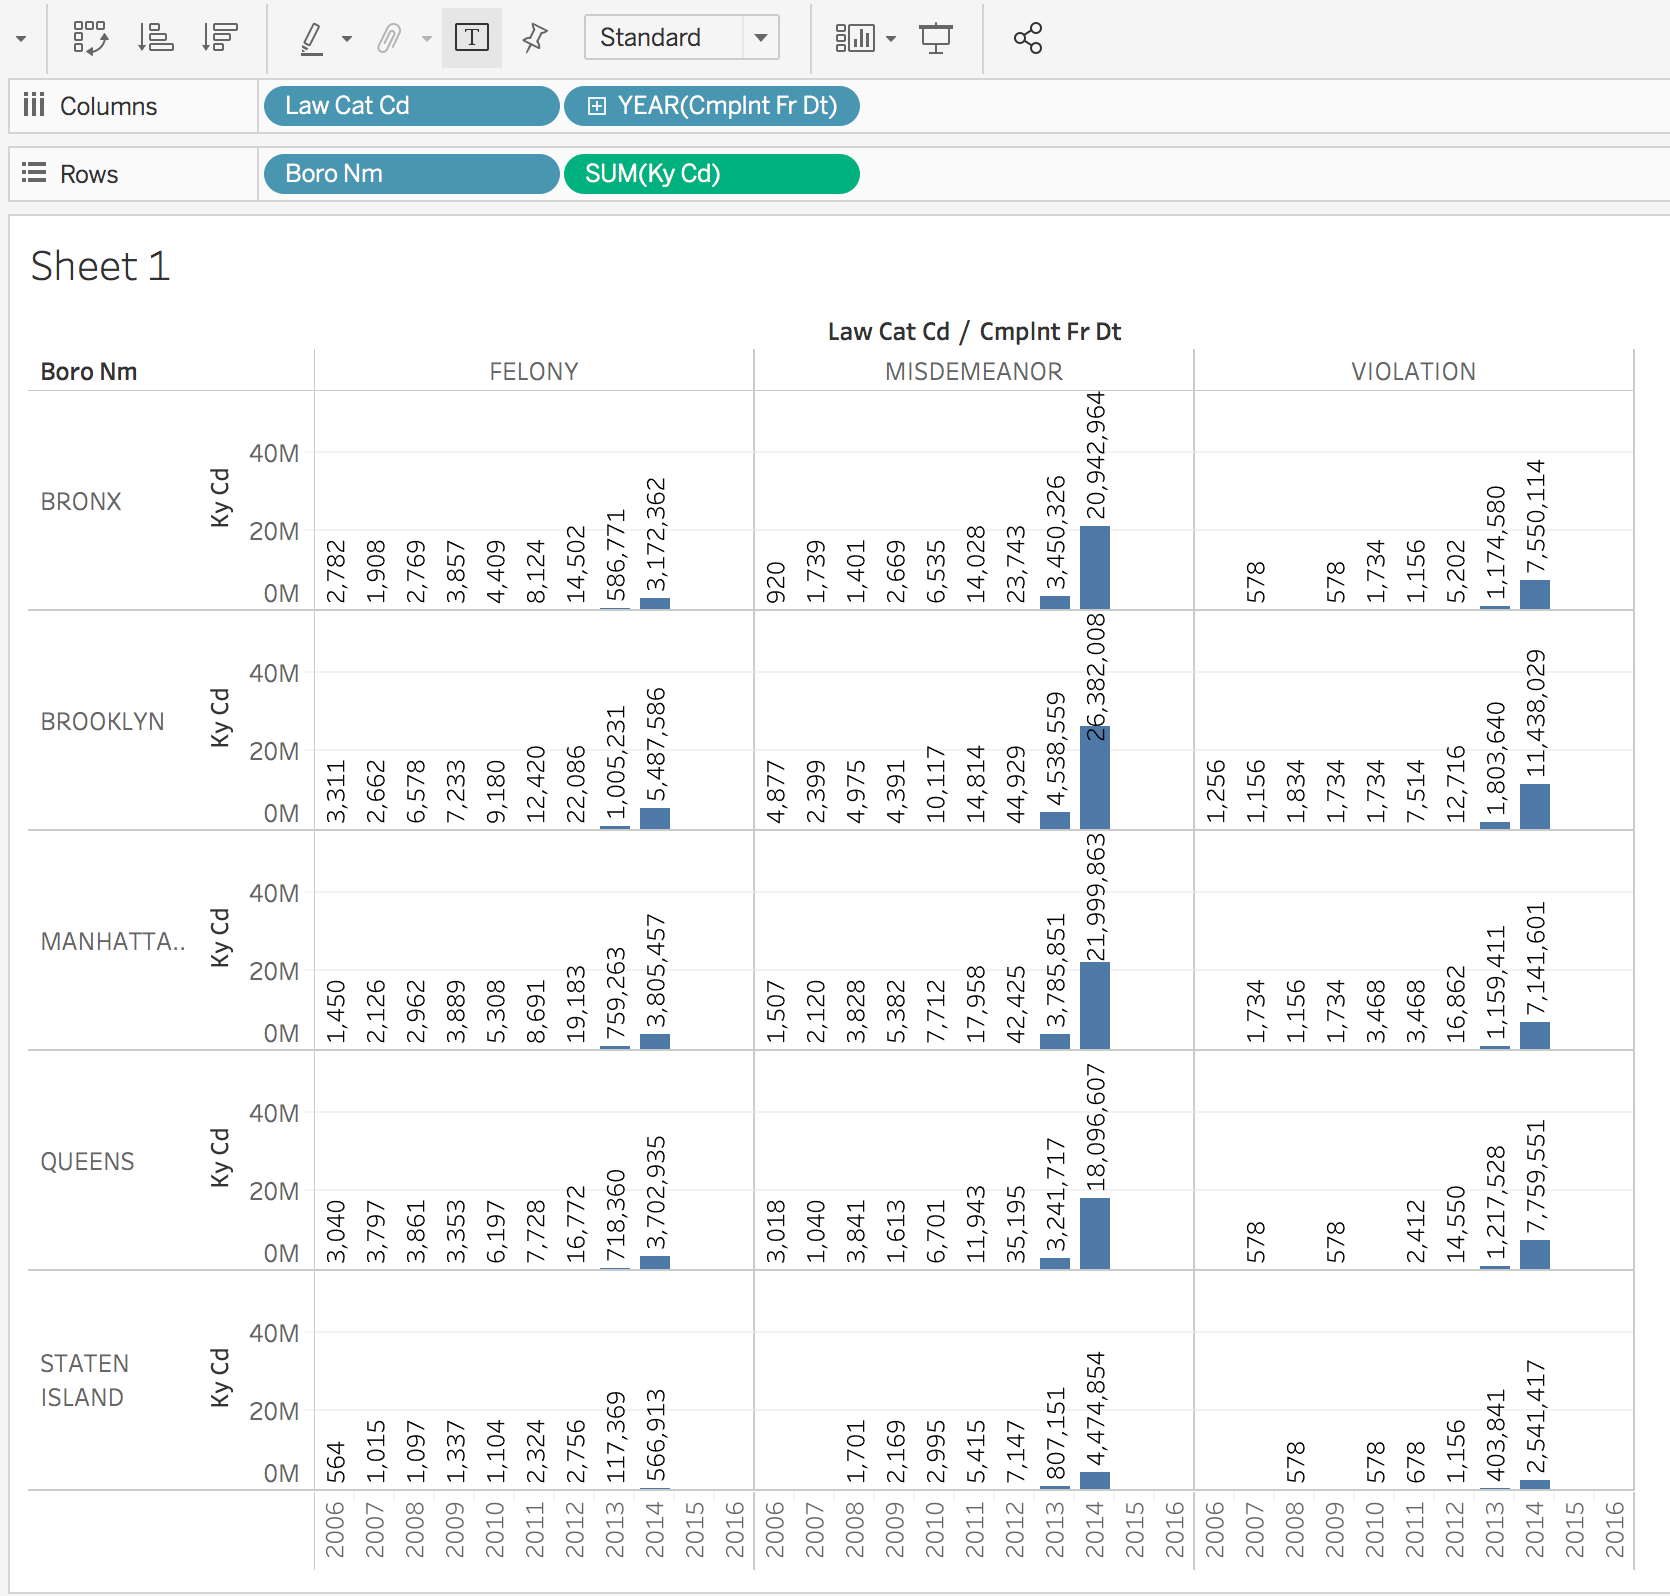 T Standard
Columns Law Cat Cd YEAR(Cmplnt Fr Dt)
Rows Boro Nm SUM(Ky Cd)
Sheet 1
Law Cat Cd / Cmplnt Fr Dt
Boro Nm FELONY MISDEMEANOR VIOLATION
BRONX
Ky Cd
40M
20M
0M
2,782 1,908 2,769 3,857 4,409 8,124 14,502 586,771 3,172,362
920 1,739 1,401 2,669 6,535 14,028 23,743 3,450,326 20,942,964
578 578 1,734 1,156 5,202 1,174,580 7,550,114
BROOKLYN
Ky Cd
40M
20M
0M
3,311 2,662 6,578 7,233 9,180 12,420 22,086 1,005,231 5,487,586
4,877 2,399 4,975 4,391 10,117 14,814 44,929 4,538,559 26,382,008
1,256 1,156 1,834 1,734 1,734 7,514 12,716 1,803,640 11,438,029
MANHATTA..
Ky Cd
40M
20M
0M
1,450 2,126 2,962 3,889 5,308 8,691 19,183 759,263 3,805,457
1,507 2,120 3,828 5,382 7,712 17,958 42,425 3,785,851 21,999,863
1,734 1,156 1,734 3,468 3,468 16,862 1,159,411 7,141,601
QUEENS
Ky Cd
40M
20M
0M
3,040 3,797 3,861 3,353 6,197 7,728 16,772 718,360 3,702,935
3,018 1,040 3,841 1,613 6,701 11,943 35,195 3,241,717 18,096,607
578 578 2,412 14,550 1,217,528 7,759,551
STATEN
ISLAND
Ky Cd
40M
20M
0M
564 1,015 1,097 1,337 1,104 2,324 2,756 117,369 566,913
1,701 2,169 2,995 5,415 7,147 807,151 4,474,854
578 578 678 1,156 403,841 2,541,417
2006 2007 2008 2009 2010 2011 2012 2013 2014 2015 2016
2006 2007 2008 2009 2010 2011 2012 2013 2014 2015 2016
2006 2007 2008 2009 2010 2011 2012 2013 2014 2015 2016